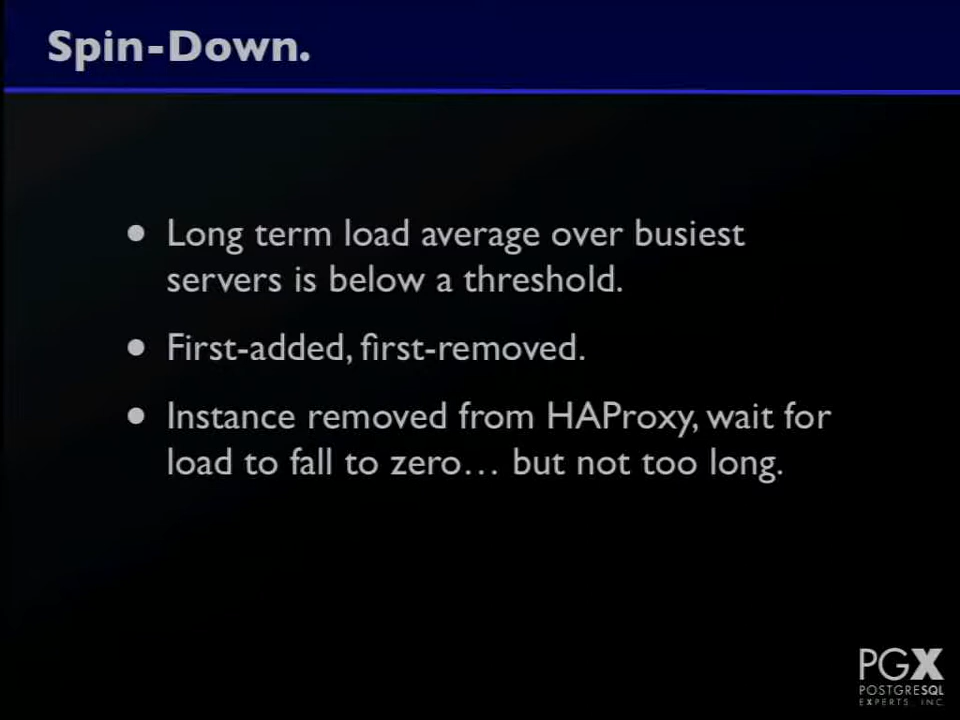 Spin-Down.
• Long term load average over busiest
servers is below a threshold.
• First-added, first-removed.
• Instance removed from HAProxy, wait for
load to fall to zero… but not too long.
PGX
POSTGRESQL
EXPERTS, INC